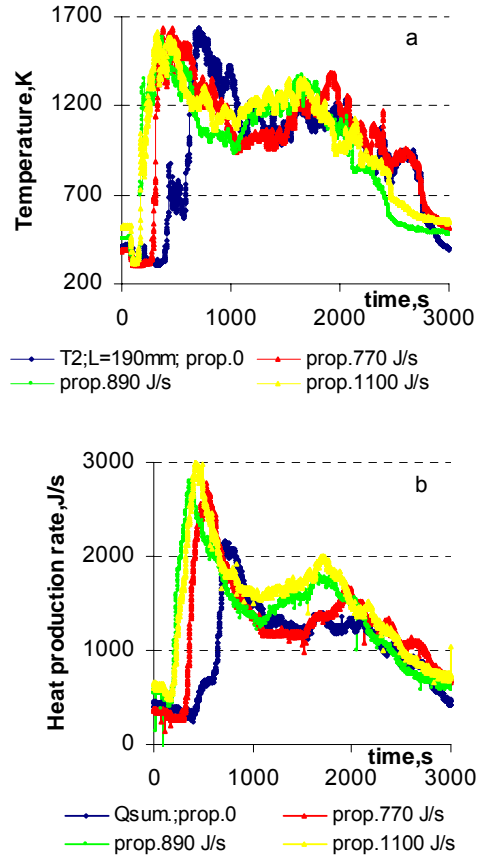 1700
a
1200
Temperature,K
700
200
time,s
0 1000 2000 3000
T2;L=190mm; prop.0 prop.770 J/s
prop.890 J/s prop.1100 J/s
3000
b
2000
Heat production rate,J/s
1000
0
time,s
0 1000 2000 3000
Qsum.;prop.0 prop.770 J/s
prop.890 J/s prop.1100 J/s